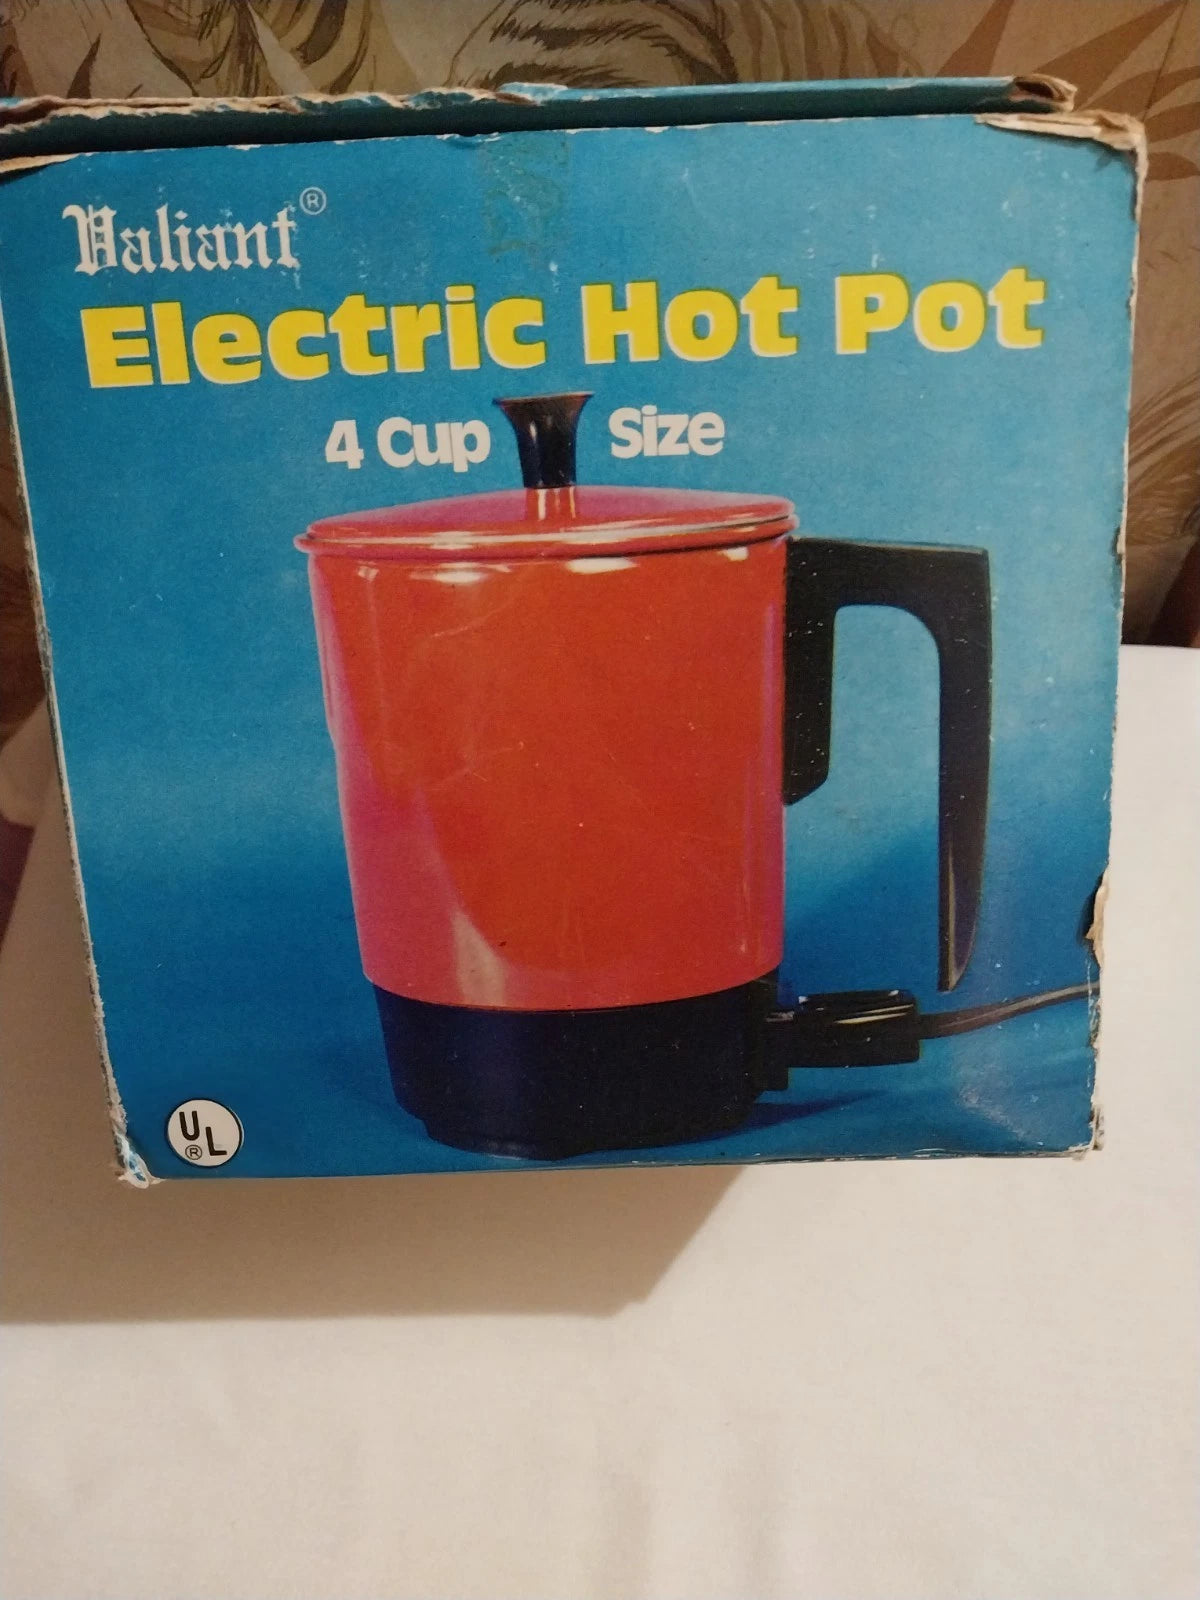 Valiant®
Electric Hot Pot
4 Cup Size
UL®